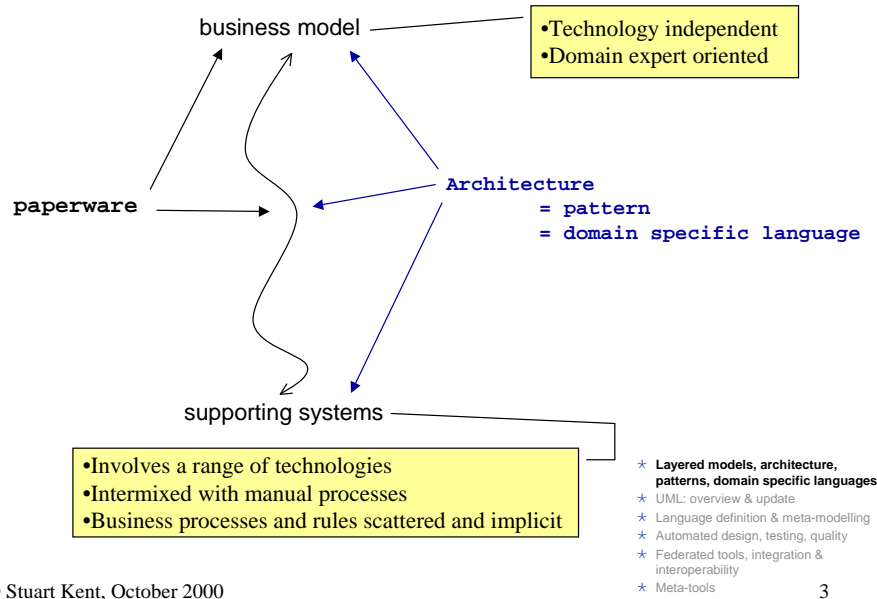 business model
•Technology independent
•Domain expert oriented
Architecture
= pattern
= domain specific language
paperware
supporting systems
•Involves a range of technologies
•Intermixed with manual processes
•Business processes and rules scattered and implicit
Layered models, architecture,
patterns, domain specific languages
UML: overview & update
Language definition & meta-modelling
Automated design, testing, quality
Federated tools, integration &
interoperability
Meta-tools
Stuart Kent, October 2000
3